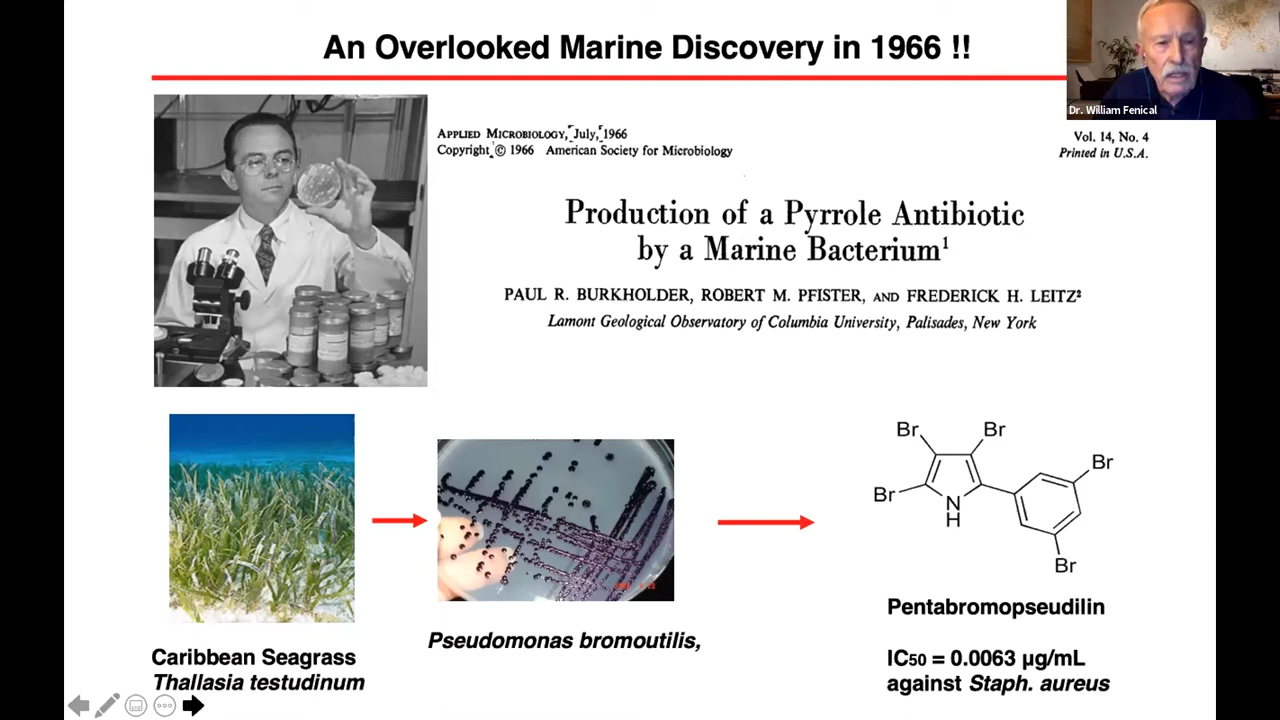 An Overlooked Marine Discovery in 1966 !!
Dr. William Fenical
APPLIED MICROBIOLOGY, July, 1966
Vol. 14, No. 4
Copyright © 1966 American Society for Microbiology
Printed in U.S.A.
Production of a Pyrrole Antibiotic
by a Marine Bacterium¹
PAUL R. BURKHOLDER, ROBERT M. PFISTER, AND FREDERICK H. LEITZ²
Lamont Geological Observatory of Columbia University, Palisades, New York
Br
Br
Br
Br
N
H
Br
Pentabromopseudilin
Pseudomonas bromoutilis,
Caribbean Seagrass
Thallasia testudinum
IC50 = 0.0063 µg/mL
against Staph. aureus